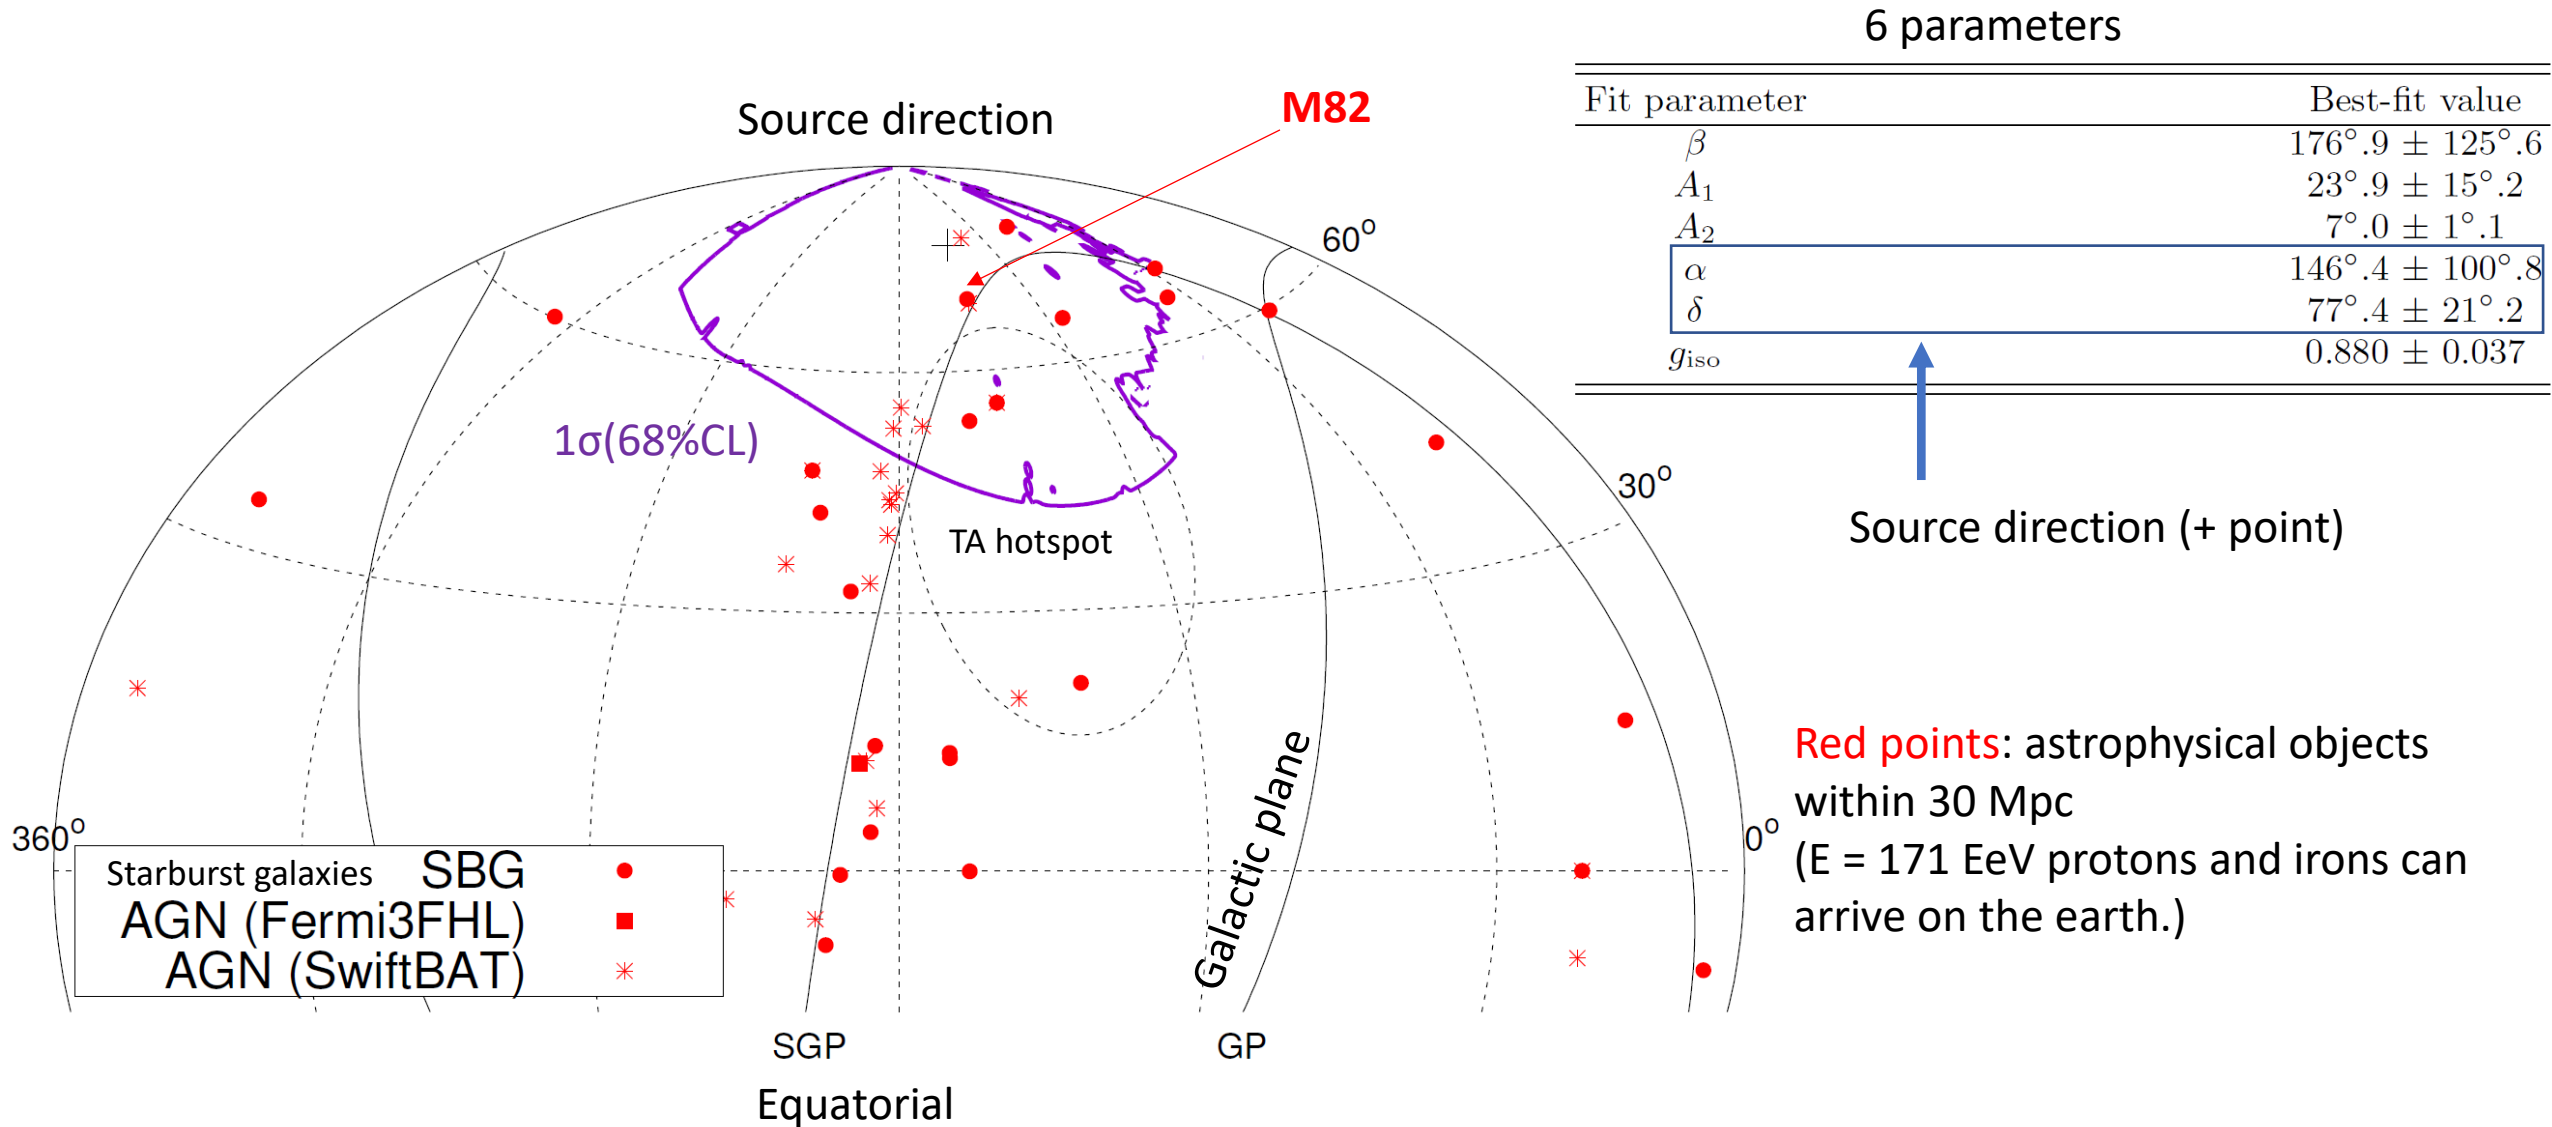 6 parameters
Fit parameter Best-fit value
β 176°.9 ± 125°.6
A₁ 23°.9 ± 15°.2
A₂ 7°.0 ± 1°.1
α 146°.4 ± 100°.8
δ 77°.4 ± 21°.2
g_iso 0.880 ± 0.037
Source direction (+ point)
Source direction
M82
60°
30°
1σ(68%CL)
TA hotspot
360°
0°
Galactic plane
Starburst galaxies SBG
AGN (Fermi3FHL)
AGN (SwiftBAT)
SGP
GP
Equatorial
Red points: astrophysical objects
within 30 Mpc
(E = 171 EeV protons and irons can
arrive on the earth.)